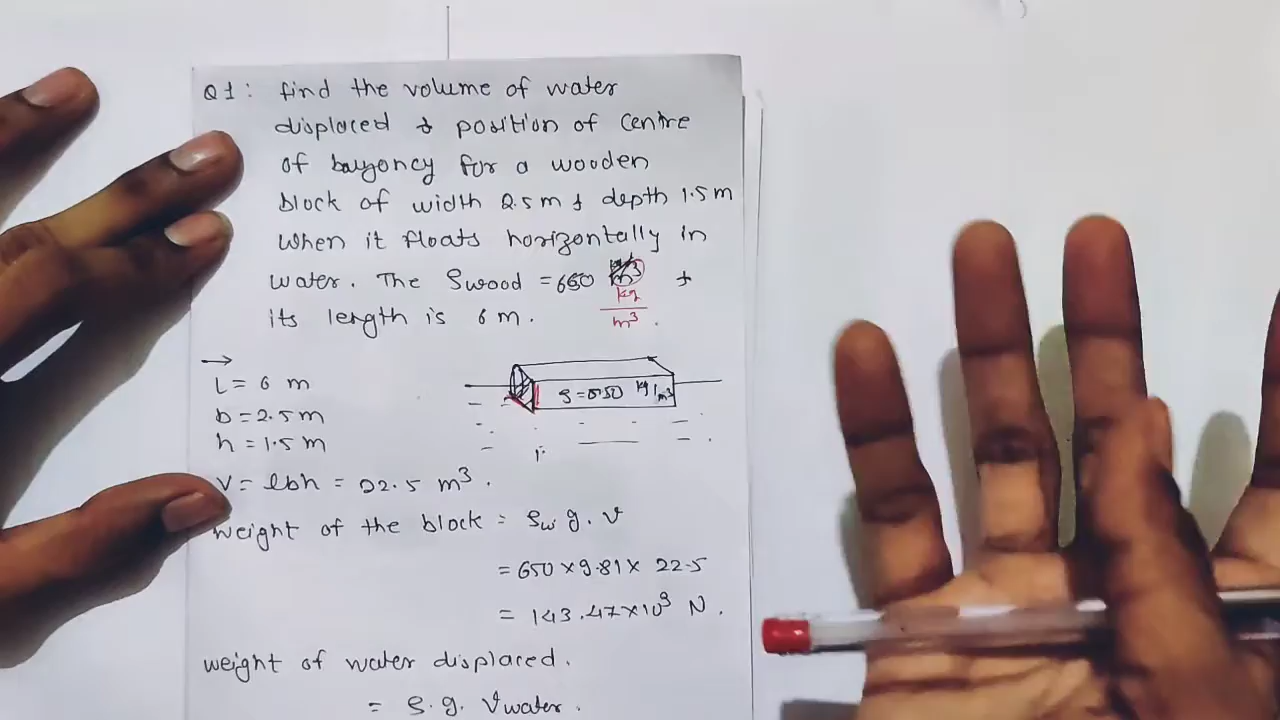 Q1: find the volume of water
displaced & position of centre
of bayoncy for a wooden
block of width 2.5m & depth 1.5m
when it floats horizontally in
water. The ρwood = 650 kg/m³ &
its length is 6 m.
L = 6 m
b = 2.5 m
h = 1.5 m
ρ = 650 kg/m³
V = lbh = 22.5 m³.
weight of the block = ρw g. v
= 650 × 9.81 × 22.5
= 143.47 × 10³ N.
weight of water displaced.
= ρ. g. Vwater.